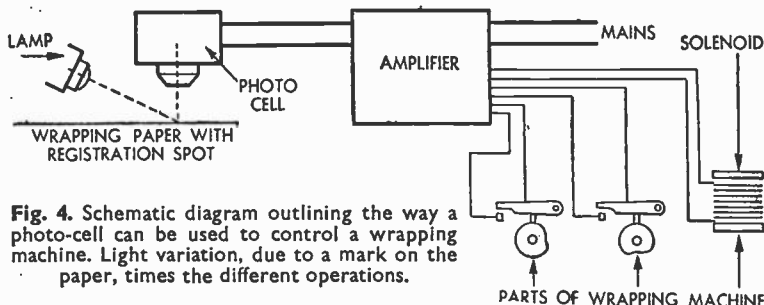 LAMP
PHOTO
CELL
AMPLIFIER
MAINS
SOLENOID
WRAPPING PAPER WITH
REGISTRATION SPOT
Fig. 4. Schematic diagram outlining the way a
photo-cell can be used to control a wrapping
machine. Light variation, due to a mark on the
paper, times the different operations.
PARTS OF WRAPPING MACHINE